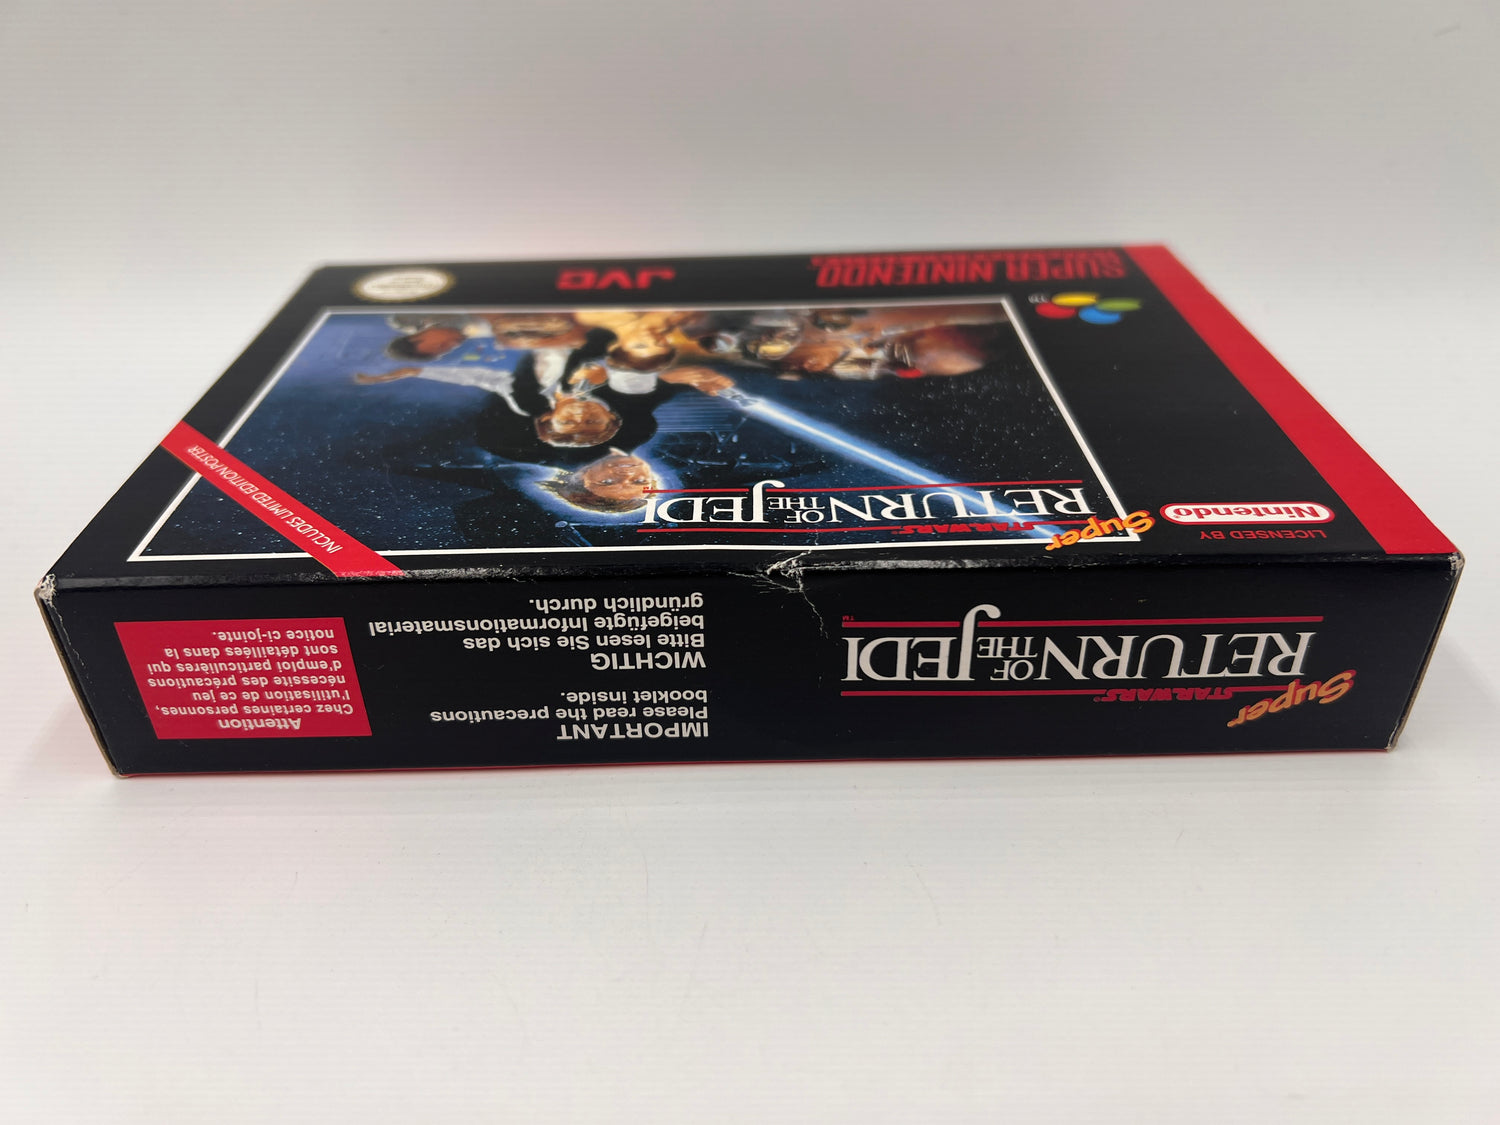 SUPER NINTENDO
JVC
TM
LICENSED BY
Nintendo
Super
STAR WARS
RETURN
OF THE
JEDI
INCLUDES LIMITED EDITION POSTER
Super
STAR WARS
RETURN
OF THE
JEDI
TM
IMPORTANT
Please read the precautions
booklet inside.
WICHTIG
Bitte lesen Sie sich das
beigefügte Informationsmaterial
gründlich durch.
Attention
Chez certaines personnes,
l'utilisation de ce jeu
nécessite des précautions
d'emploi particulières qui
sont détaillées dans la
notice ci-jointe.